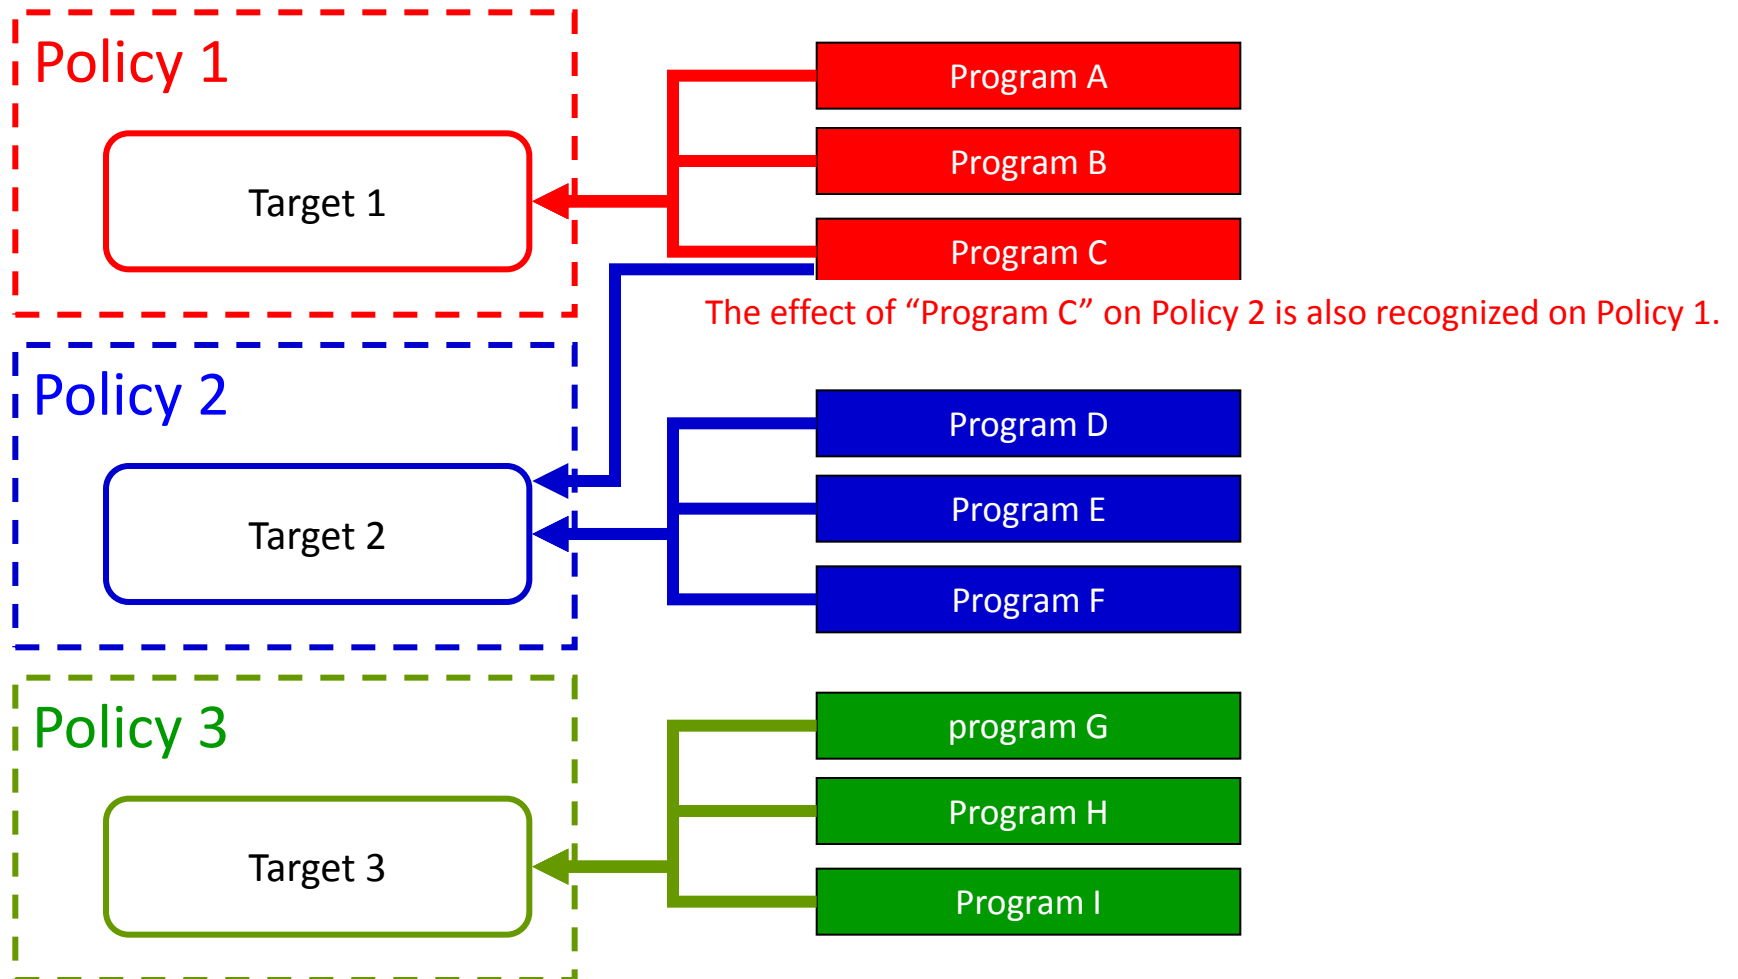 Policy 1
Target 1
Program A
Program B
Program C
The effect of “Program C” on Policy 2 is also recognized on Policy 1.
Policy 2
Target 2
Program D
Program E
Program F
Policy 3
Target 3
program G
Program H
Program I